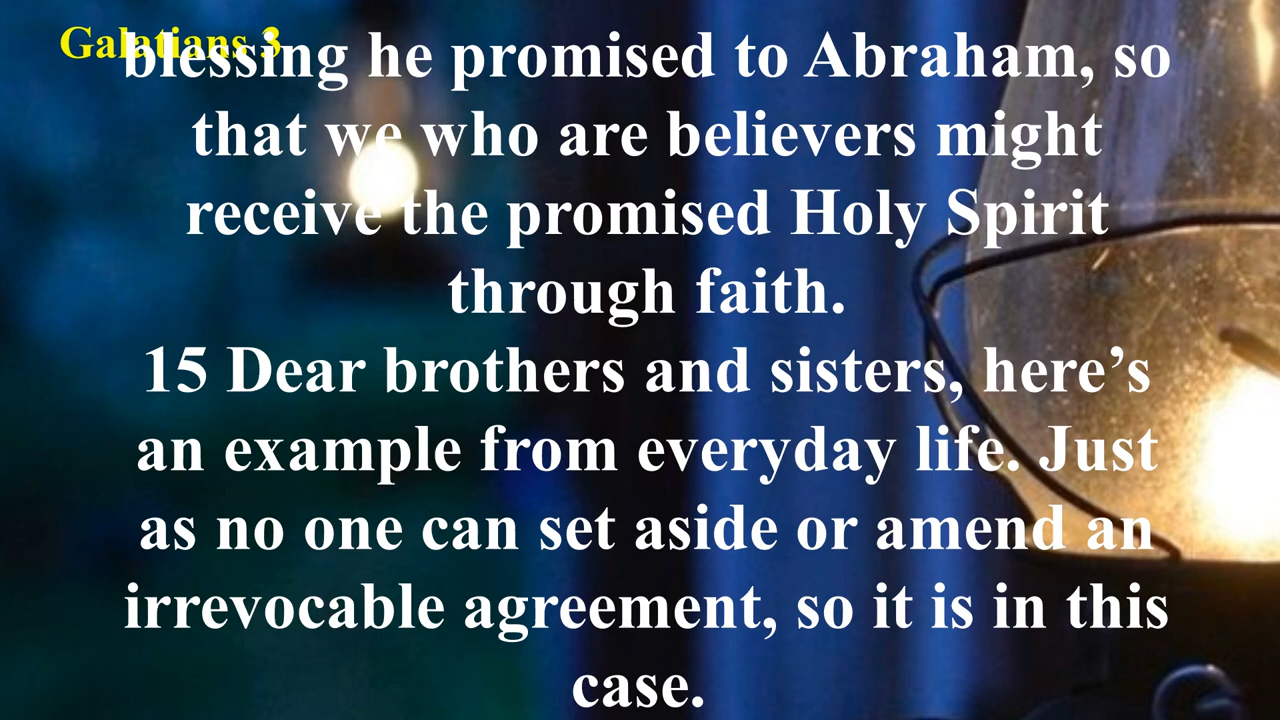 Galatians 3
blessing he promised to Abraham, so
that we who are believers might
receive the promised Holy Spirit
through faith.
15 Dear brothers and sisters, here’s
an example from everyday life. Just
as no one can set aside or amend an
irrevocable agreement, so it is in this
case.